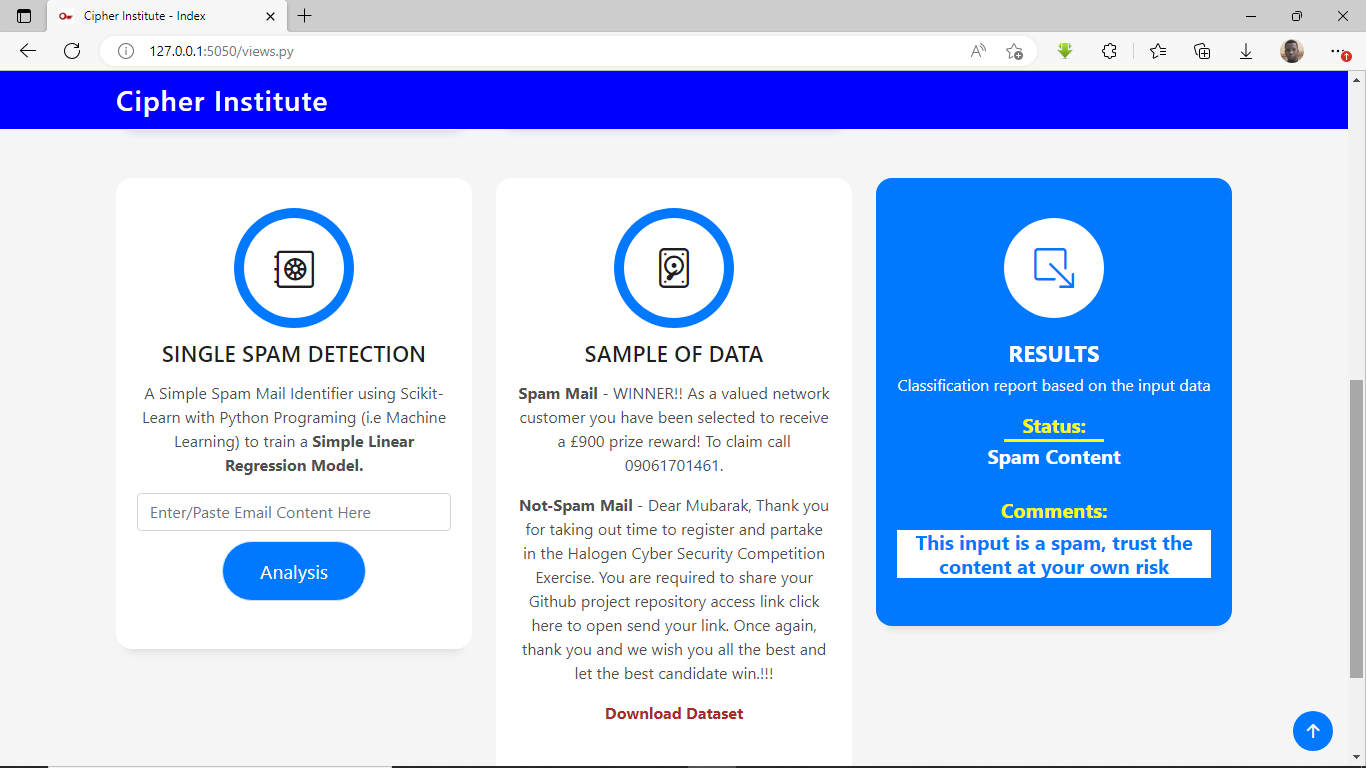 Cipher Institute - Index
127.0.0.1:5050/views.py
Cipher Institute
SINGLE SPAM DETECTION
A Simple Spam Mail Identifier using Scikit-
Learn with Python Programing (i.e Machine
Learning) to train a Simple Linear
Regression Model.
Enter/Paste Email Content Here
Analysis
SAMPLE OF DATA
Spam Mail - WINNER!! As a valued network
customer you have been selected to receive
a £900 prize reward! To claim call
09061701461.
Not-Spam Mail - Dear Mubarak, Thank you
for taking out time to register and partake
in the Halogen Cyber Security Competition
Exercise. You are required to share your
Github project repository access link click
here to open send your link. Once again,
thank you and we wish you all the best and
let the best candidate win.!!!
Download Dataset
RESULTS
Classification report based on the input data
Status:
Spam Content
Comments:
This input is a spam, trust the
content at your own risk